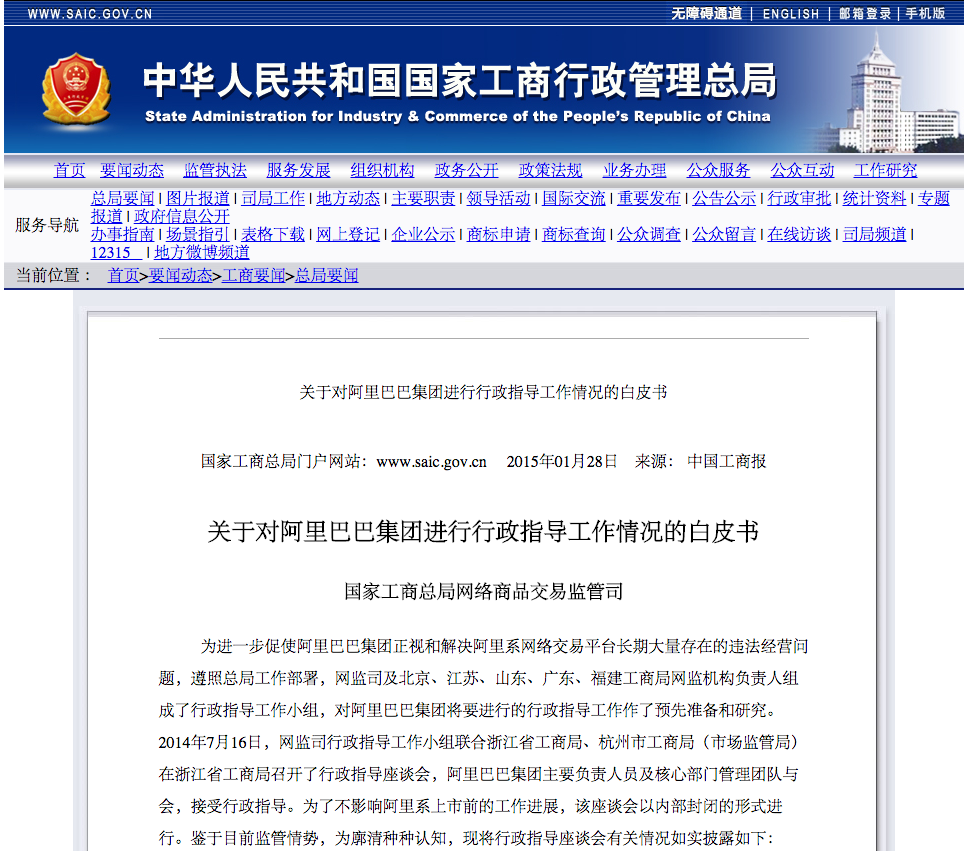 WWW.SAIC.GOV.CN 无障碍通道 | ENGLISH | 邮箱登录 | 手机版
中华人民共和国国家工商行政管理总局
State Administration for Industry & Commerce of the People's Republic of China
首页 要闻动态 监管执法 服务发展 组织机构 政务公开 政策法规 业务办理 公众服务 公众互动 工作研究
服务导航
总局要闻 | 图片报道 | 司局工作 | 地方动态 | 主要职责 | 领导活动 | 国际交流 | 重要发布 | 公告公示 | 行政审批 | 统计资料 | 专题
报道 | 政府信息公开
办事指南 | 场景指引 | 表格下载 | 网上登记 | 企业公示 | 商标申请 | 商标查询 | 公众调查 | 公众留言 | 在线访谈 | 司局频道 |
12315 | 地方微博频道
当前位置: 首页>要闻动态>工商要闻>总局要闻
关于对阿里巴巴集团进行行政指导工作情况的白皮书
国家工商总局门户网站:www.saic.gov.cn 2015年01月28日 来源: 中国工商报
关于对阿里巴巴集团进行行政指导工作情况的白皮书
国家工商总局网络商品交易监管司
为进一步促使阿里巴巴集团正视和解决阿里系网络交易平台长期大量存在的违法经营问
题,遵照总局工作部署,网监司及北京、江苏、山东、广东、福建工商局网监机构负责人组
成了行政指导工作小组,对阿里巴巴集团将要进行的行政指导工作作了预先准备和研究。
2014年7月16日,网监司行政指导工作小组联合浙江省工商局、杭州市工商局(市场监管局)
在浙江省工商局召开了行政指导座谈会,阿里巴巴集团主要负责人员及核心部门管理团队与
会,接受行政指导。为了不影响阿里系上市前的工作进展,该座谈会以内部封闭的形式进
行。鉴于目前监管情势,为廓清种种认知,现将行政指导座谈会有关情况如实披露如下: